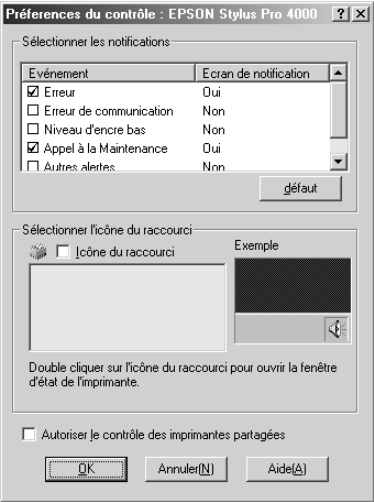 Préferences du contrôle : EPSON Stylus Pro 4000
Sélectionner les notifications
Evénement Ecran de notification
Erreur Oui
Erreur de communication Non
Niveau d'encre bas Non
Appel à la Maintenance Oui
Autres alertes Non
défaut
Sélectionner l'icône du raccourci
Icône du raccourci
Exemple
Double cliquer sur l'icône du raccourci pour ouvrir la fenêtre
d'état de l'imprimante.
Autoriser le contrôle des imprimantes partagées
OK Annuler(N) Aide(A)